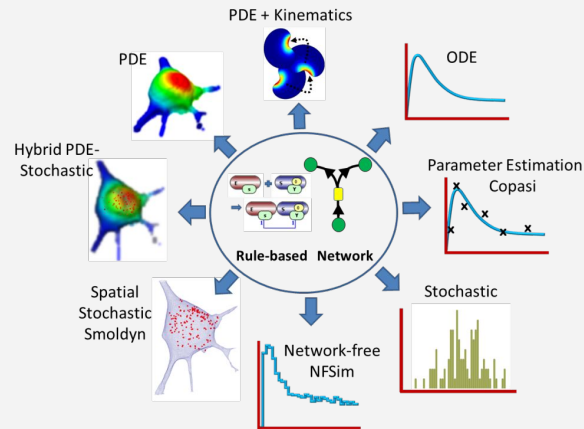 PDE + Kinematics
PDE
ODE
Hybrid PDE-
Stochastic
Parameter Estimation
Copasi
Rule-based Network
Spatial
Stochastic
Smoldyn
Network-free
NFSim
Stochastic